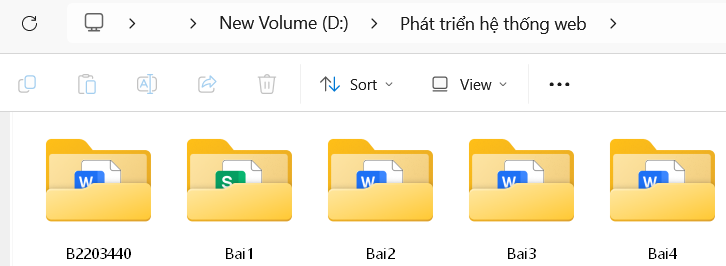 New Volume (D:) > Phát triển hệ thống web >
Sort View
W S W W W
B2203440 Bai1 Bai2 Bai3 Bai4